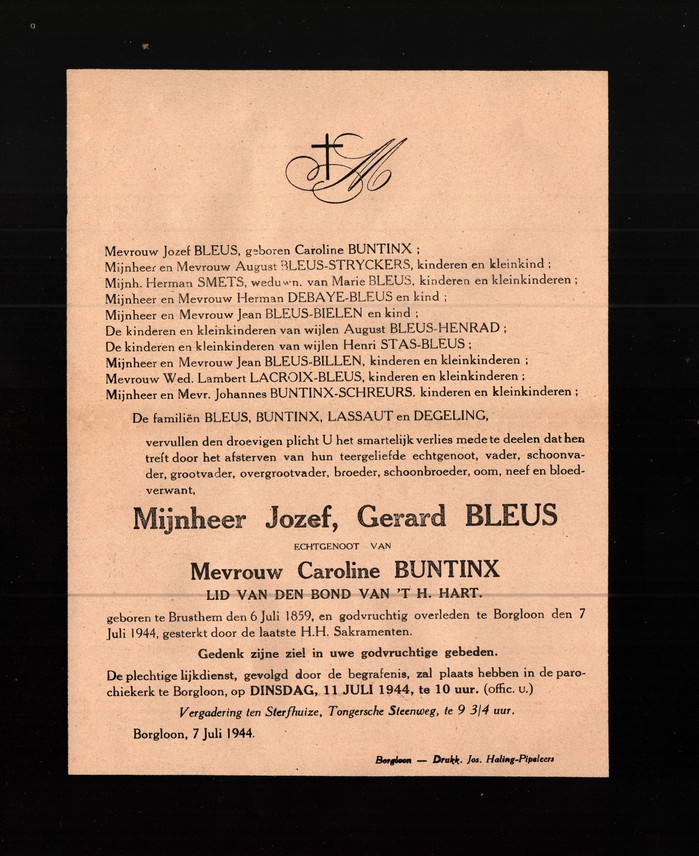 M
Mevrouw Jozef BLEUS, geboren Caroline BUNTINX ;
Mijnheer en Mevrouw August BLEUS-STRYCKERS, kinderen en kleinkind ;
Mijnh. Herman SMETS, weduwn. van Marie BLEUS, kinderen en kleinkinderen ;
Mijnheer en Mevrouw Herman DEBAYE-BLEUS en kind ;
Mijnheer en Mevrouw Jean BLEUS-BIELEN en kind ;
De kinderen en kleinkinderen van wijlen August BLEUS-HENRAD ;
De kinderen en kleinkinderen van wijlen Henri STAS-BLEUS ;
Mijnheer en Mevrouw Jean BLEUS-BILLEN, kinderen en kleinkinderen ;
Mevrouw Wed. Lambert LACROIX-BLEUS, kinderen en kleinkinderen ;
Mijnheer en Mevr. Johannes BUNTINX-SCHREURS. kinderen en kleinkinderen ;
De familiën BLEUS, BUNTINX, LASSAUT en DEGELING,
vervullen den droevigen plicht U het smartelijk verlies mede te deelen dat hen
treft door het afsterven van hun teergeliefde echtgenoot, vader, schoonva-
der, grootvader, overgrootvader, broeder, schoonbroeder, oom, neef en bloed-
verwant,
Mijnheer Jozef, Gerard BLEUS
ECHTGENOOT VAN
Mevrouw Caroline BUNTINX
LID VAN DEN BOND VAN 'T H. HART.
geboren te Brusthem den 6 Juli 1859, en godvruchtig overleden te Borgloon den 7
Juli 1944, gesterkt door de laatste H.H. Sakramenten.
Gedenk zijne ziel in uwe godvruchtige gebeden.
De plechtige lijkdienst, gevolgd door de begrafenis, zal plaats hebben in de paro-
chiekerk te Borgloon, op DINSDAG, 11 JULI 1944, te 10 uur. (offic. u.)
Vergadering ten Sterfhuize, Tongersche Steenweg, te 9 3/4 uur.
Borgloon, 7 Juli 1944.
Borgloon — Drukk. Jos. Haling-Pipeleers